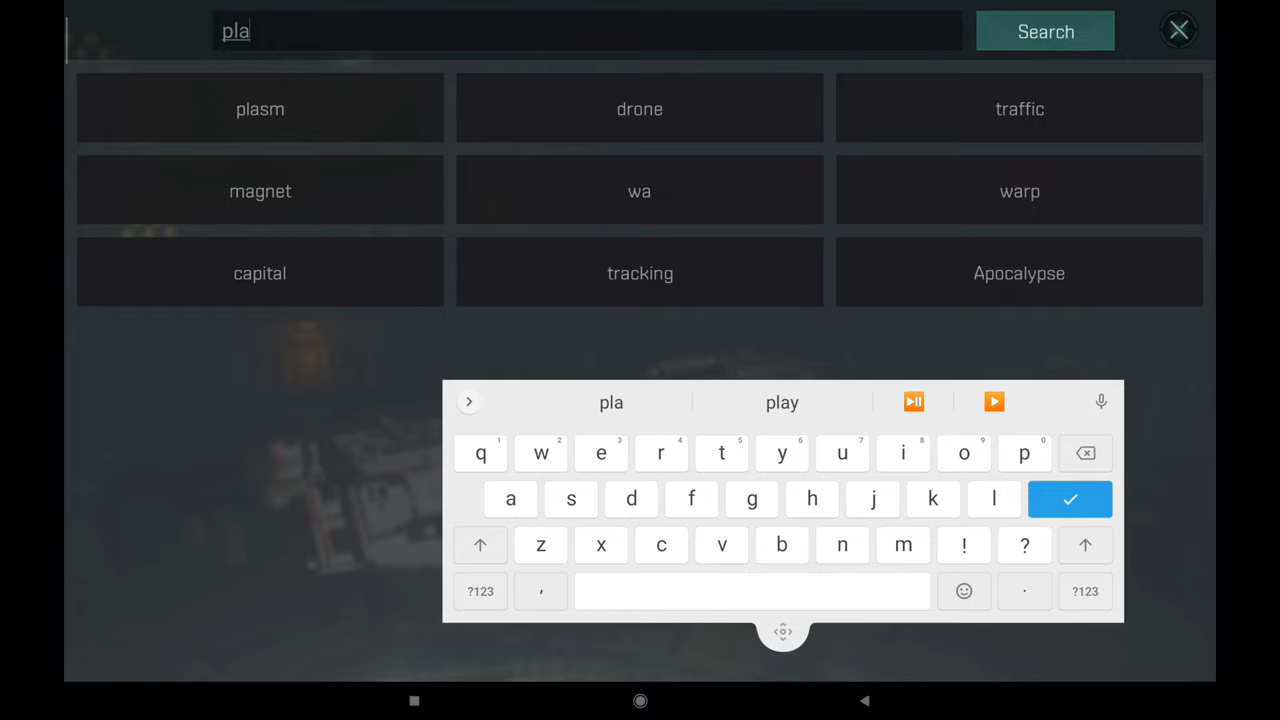 pla Search
plasm drone traffic
magnet wa warp
capital tracking Apocalypse
pla play
q 1 w 2 e 3 r 4 t 5 y 6 u 7 i 8 o 9 p 0
a s d f g h j k l
z x c v b n m ! ?
?123 , . ?123